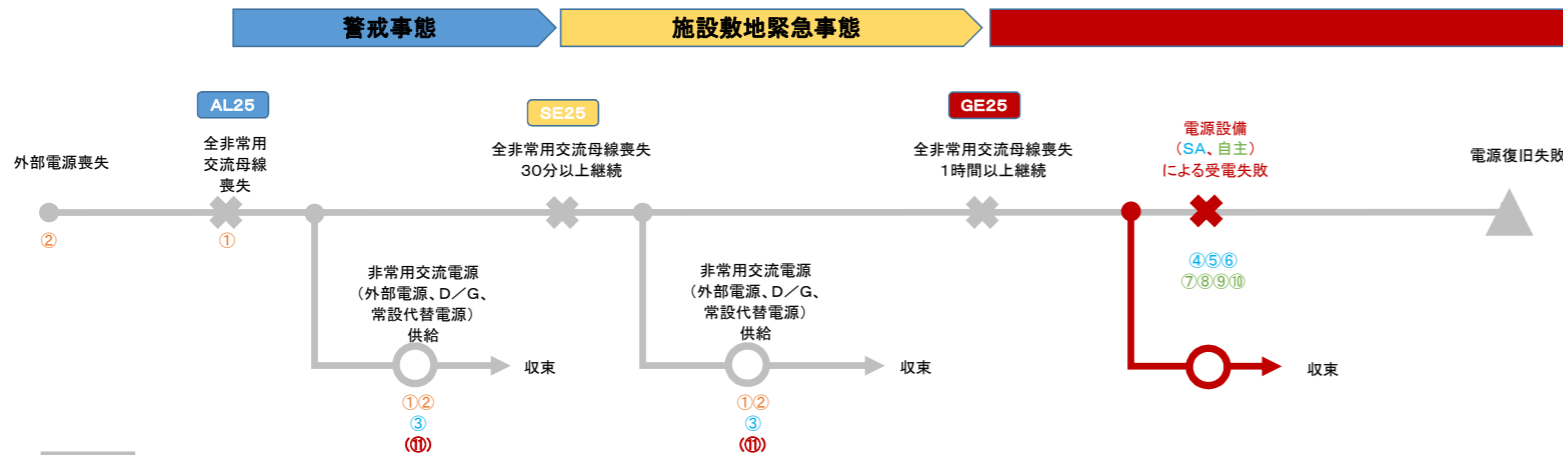 警戒事態
施設敷地緊急事態
AL25
SE25
GE25
外部電源喪失
全非常用
交流母線
喪失
全非常用交流母線喪失
30分以上継続
全非常用交流母線喪失
1時間以上継続
電源設備
(SA、自主)
による受電失敗
電源復旧失敗
②
①
④⑤⑥
⑦⑧⑨⑩
非常用交流電源
(外部電源、D/G、
常設代替電源)
供給
収束
①②
③
(⑪)
非常用交流電源
(外部電源、D/G、
常設代替電源)
供給
収束
①②
③
(⑪)
収束